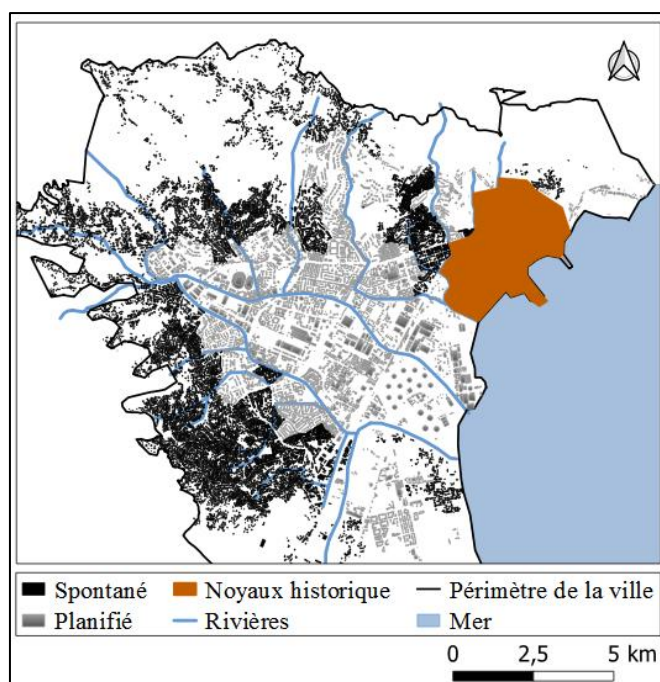 Spontané Noyaux historique Périmètre de la ville
Planifié Rivières Mer
0 2,5 5 km